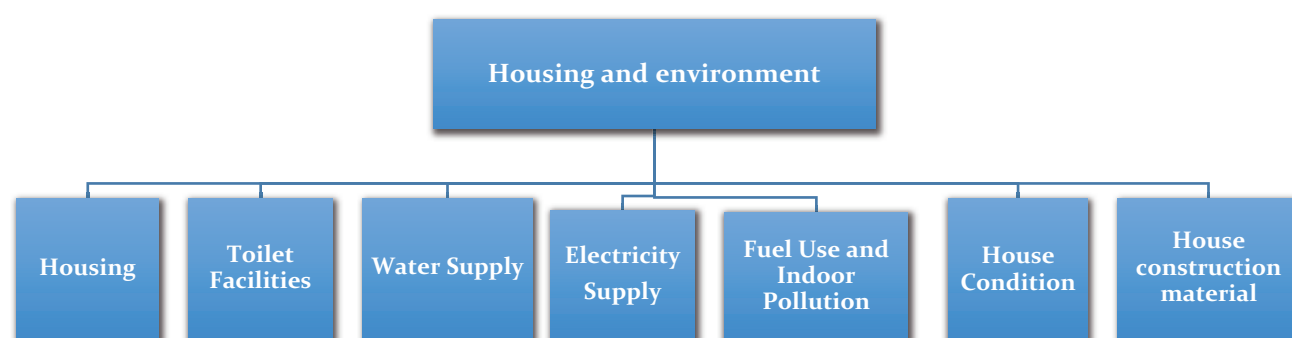 Housing and environment
Housing
Toilet
Facilities
Water Supply
Electricity
Supply
Fuel Use and
Indoor
Pollution
House
Condition
House
construction
material